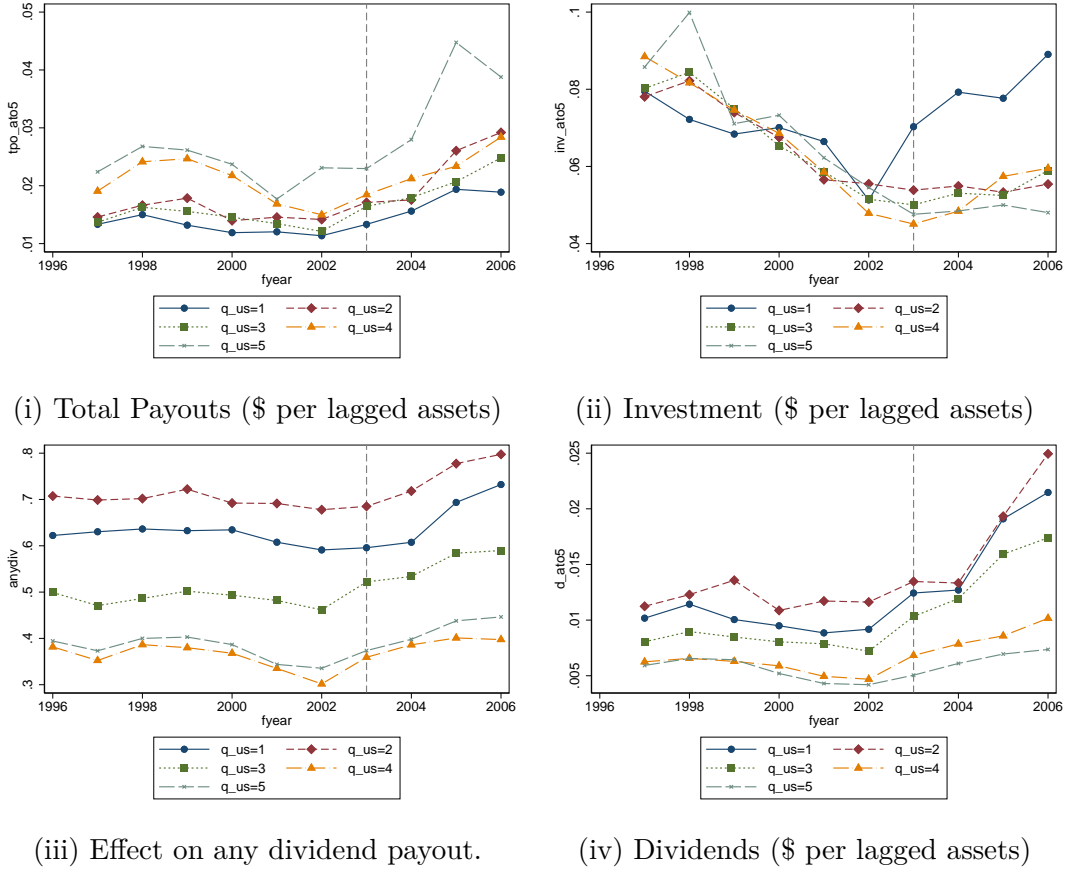 .05
.04
.03
.02
.01
tpo_ato5
1996 1998 2000 2002 2004 2006
fyear
q_us=1 q_us=2
q_us=3 q_us=4
q_us=5
(i) Total Payouts ($ per lagged assets)
.1
.08
.06
.04
inv_ato5
1996 1998 2000 2002 2004 2006
fyear
q_us=1 q_us=2
q_us=3 q_us=4
q_us=5
(ii) Investment ($ per lagged assets)
.8
.7
.6
.5
.4
.3
anydiv
1996 1998 2000 2002 2004 2006
fyear
q_us=1 q_us=2
q_us=3 q_us=4
q_us=5
(iii) Effect on any dividend payout.
.025
.02
.015
.01
.005
d_ato5
1996 1998 2000 2002 2004 2006
fyear
q_us=1 q_us=2
q_us=3 q_us=4
q_us=5
(iv) Dividends ($ per lagged assets)